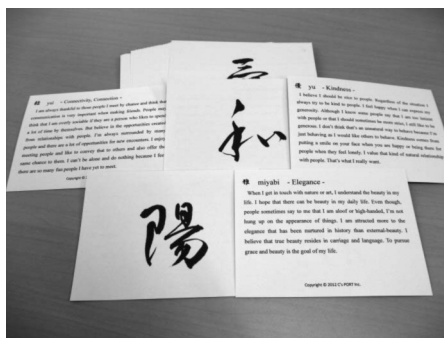 三
和
結 yui - Connectivity, Connection -
I am always thankful to those people I meet by chance and think that
communication is very important when making friends. People may
think that I am overly sociable if they see a person who likes to spend
a lot of time by themselves. But believe in the opportunities created
from relationships with people. I'm always surrounded by many
people and there are a lot of opportunities for new encounters. I enjoy
meeting people and like to convey that to others and also offer the
same chance to them. I can't be alone and do nothing because I feel
there are so many that people I have yet to meet.
Copyright ©
優 yu - Kindness -
I believe I should be nice to people. Regardless of the situation I
always try to be kind to people. I feel happy when I can express my
generosity. Although I know some people say that I am too intense
with people or that I should sometimes be more strict, I still like to be
generous. I don't think that's an unnatural way to behave because I'm
just behaving as I would like others to behave. Kindness comes from
putting a smile on your face when you are happy or being there for
people when they feel lonely. I value that kind of natural relationship
with people. That's what I really want.
陽
雅 miyabi - Elegance -
When I get in touch with nature or art, I understand the beauty in my
life. I hope that there can be beauty in my daily life. Even though,
people sometimes say to me that I am aloof or high-handed, I'm not
hung up on the appearance of things. I am attracted more to the
elegance that has been nurtured in history than external-beauty. I
believe that true beauty resides in carriage and language. To pursue
grace and beauty is the goal of my life.
Copyright © 2012 C's PORT Inc.